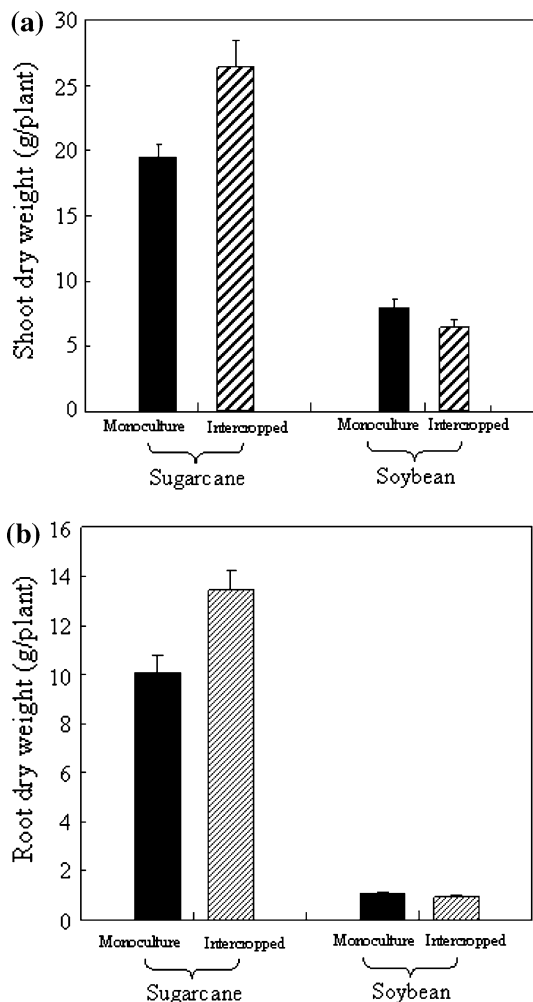 (a)
Shoot dry weight (g/plant)
30
25
20
15
10
5
0
Monoculture Intercropped Monoculture Intercropped
Sugarcane Soybean
(b)
Root dry weight (g/plant)
16
14
12
10
8
6
4
2
0
Monoculture Intercropped Monoculture Intercropped
Sugarcane Soybean